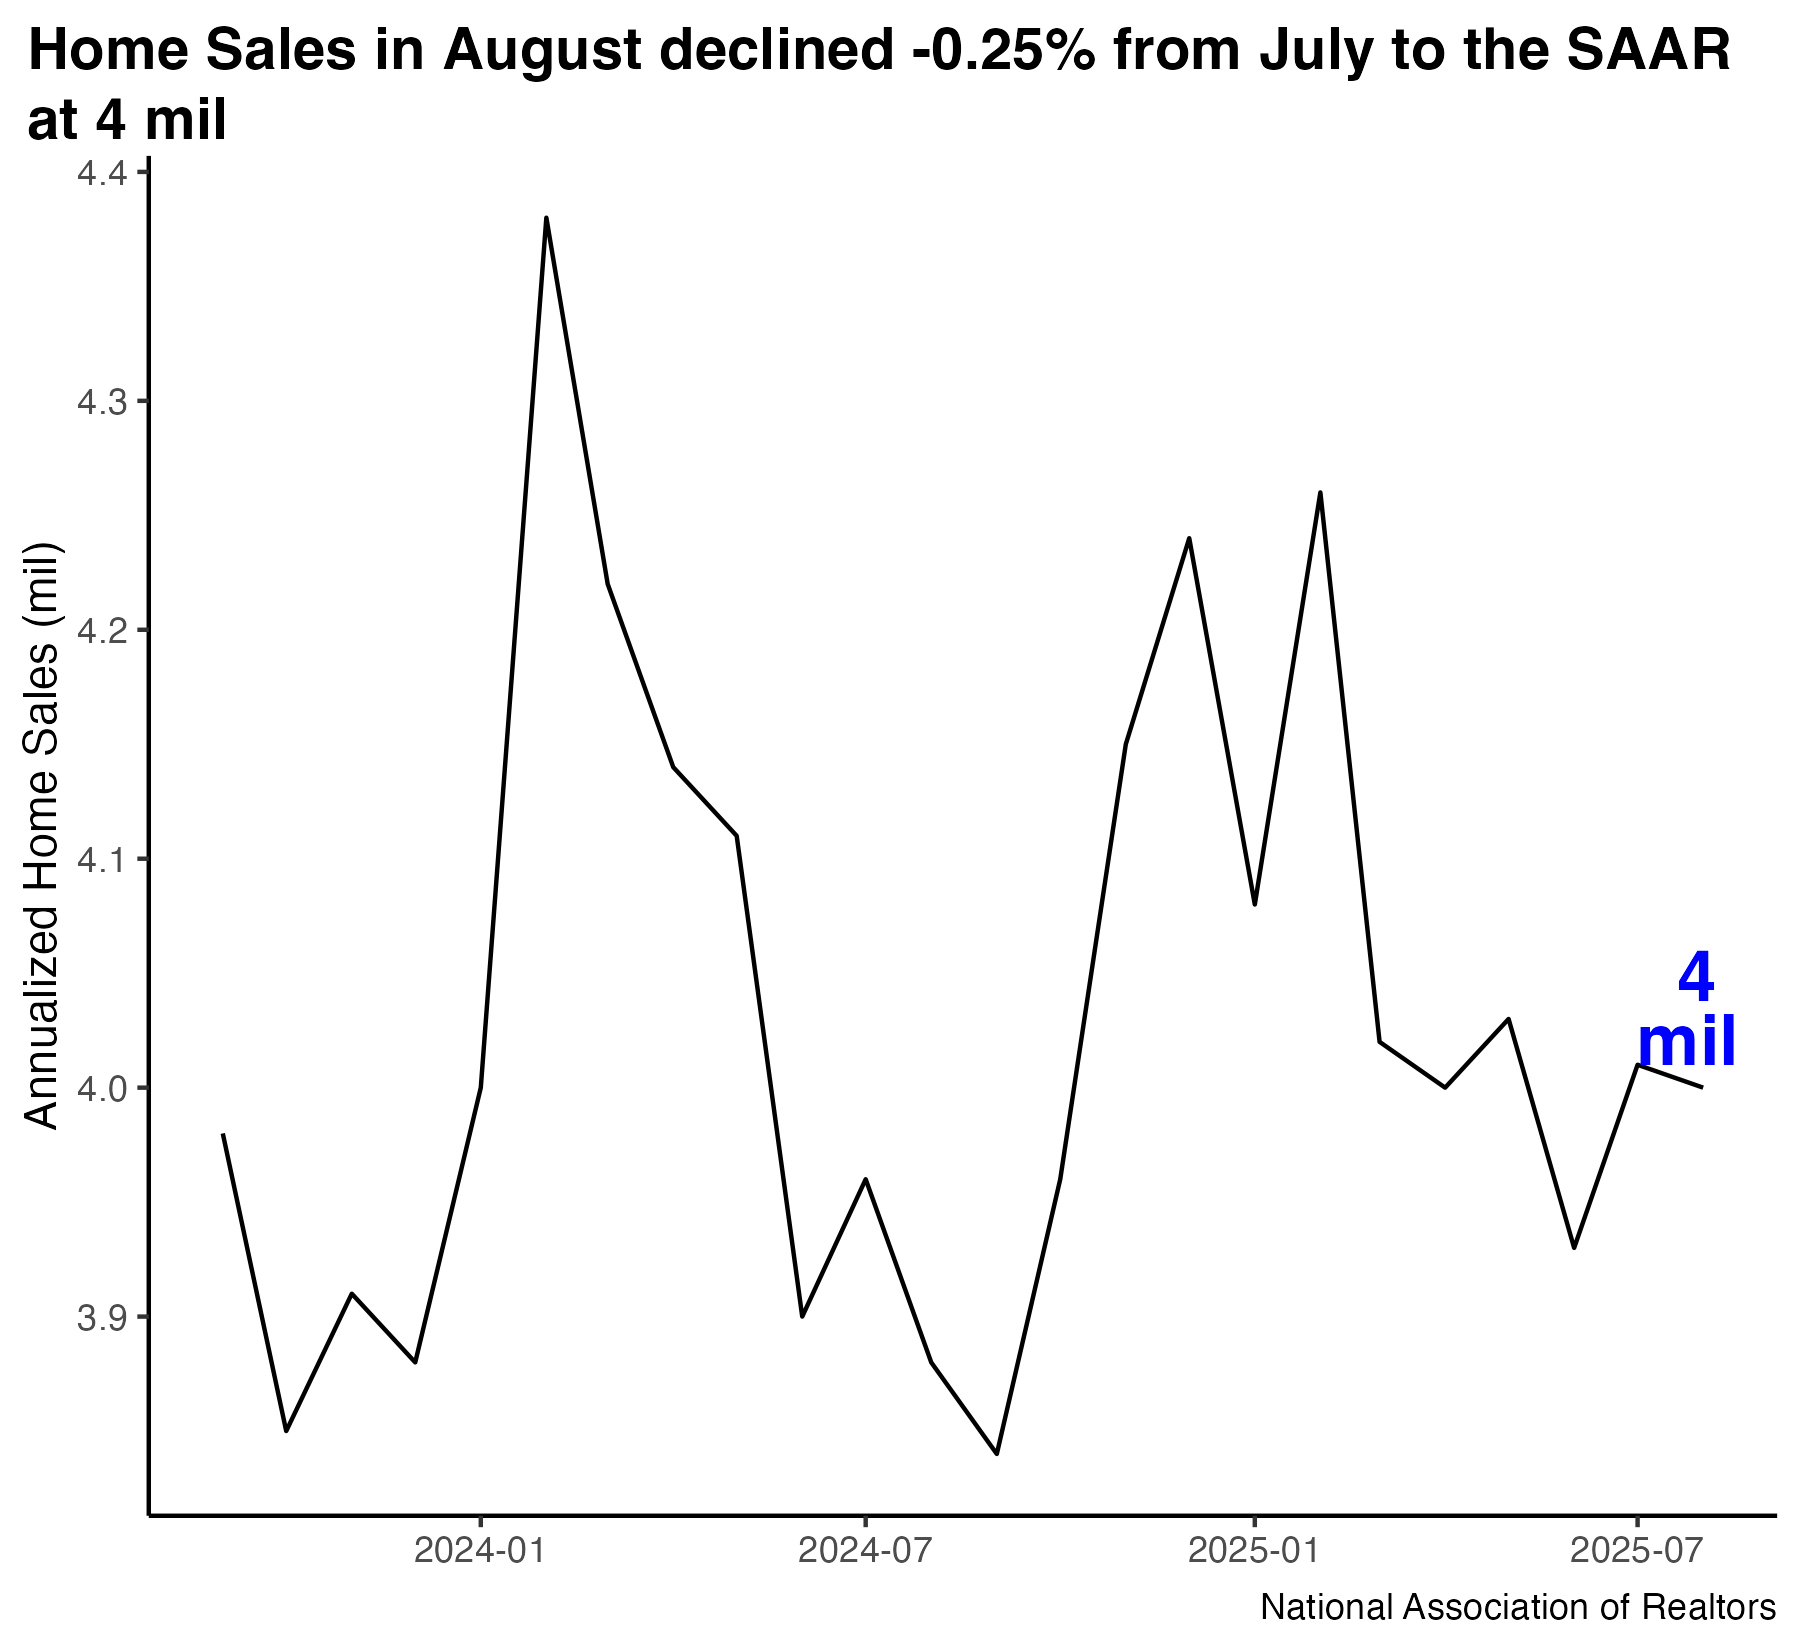 Home Sales in August declined -0.25% from July to the SAAR
at 4 mil
4.4
4.3
4.2
4.1
4.0
3.9
Annualized Home Sales (mil)
4
mil
2024-01
2024-07
2025-01
2025-07
National Association of Realtors